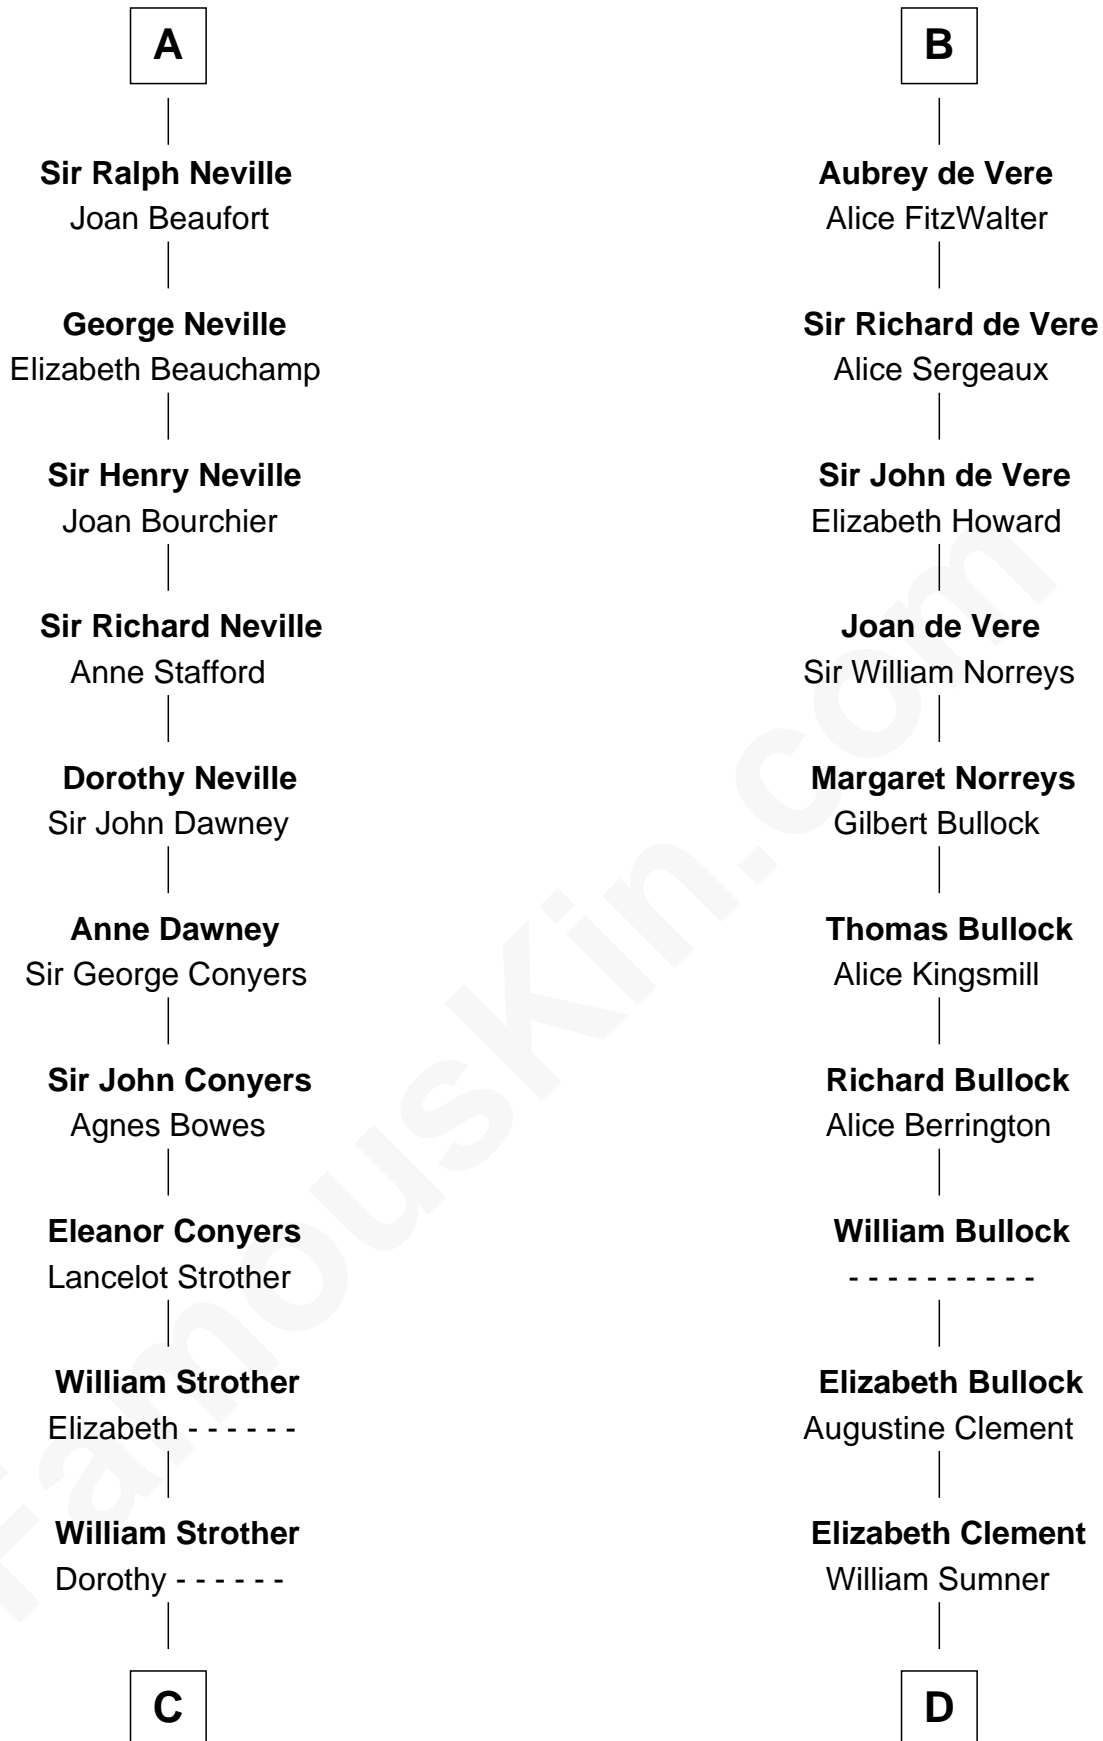 A
Sir Ralph Neville
Joan Beaufort
George Neville
Elizabeth Beauchamp
Sir Henry Neville
Joan Bourchier
Sir Richard Neville
Anne Stafford
Dorothy Neville
Sir John Dawney
Anne Dawney
Sir George Conyers
Sir John Conyers
Agnes Bowes
Eleanor Conyers
Lancelot Strother
William Strother
Elizabeth - - - - - -
William Strother
Dorothy - - - - - -
C
B
Aubrey de Vere
Alice FitzWalter
Sir Richard de Vere
Alice Sergeaux
Sir John de Vere
Elizabeth Howard
Joan de Vere
Sir William Norreys
Margaret Norreys
Gilbert Bullock
Thomas Bullock
Alice Kingsmill
Richard Bullock
Alice Berrington
William Bullock
- - - - - - - - - -
Elizabeth Bullock
Augustine Clement
Elizabeth Clement
William Sumner
D
FamousKin.com